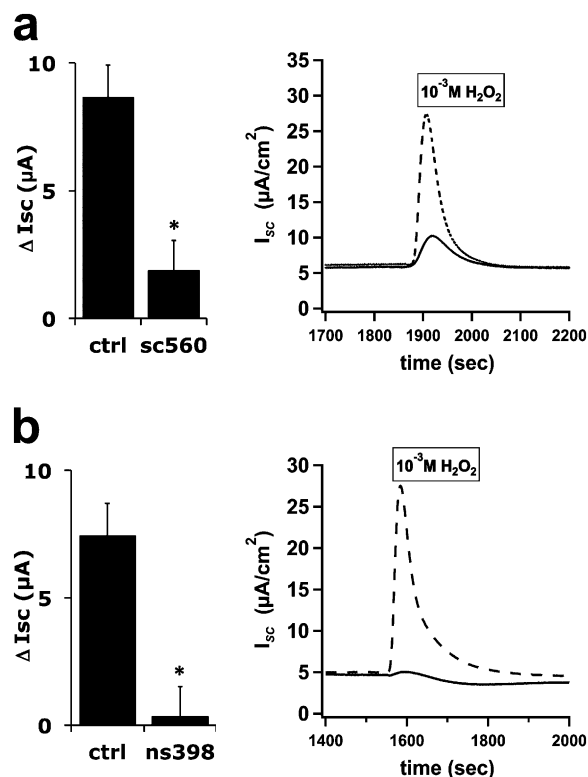 a
10
5
0
Δ Isc (μA)
*
ctrl sc560
10⁻³M H₂O₂
35
30
25
20
15
10
5
0
Isc (μA/cm²)
1700 1800 1900 2000 2100 2200
time (sec)
b
10
5
0
Δ Isc (μA)
*
ctrl ns398
10⁻³M H₂O₂
30
25
20
15
10
5
0
Isc (μA/cm²)
1400 1600 1800 2000
time (sec)